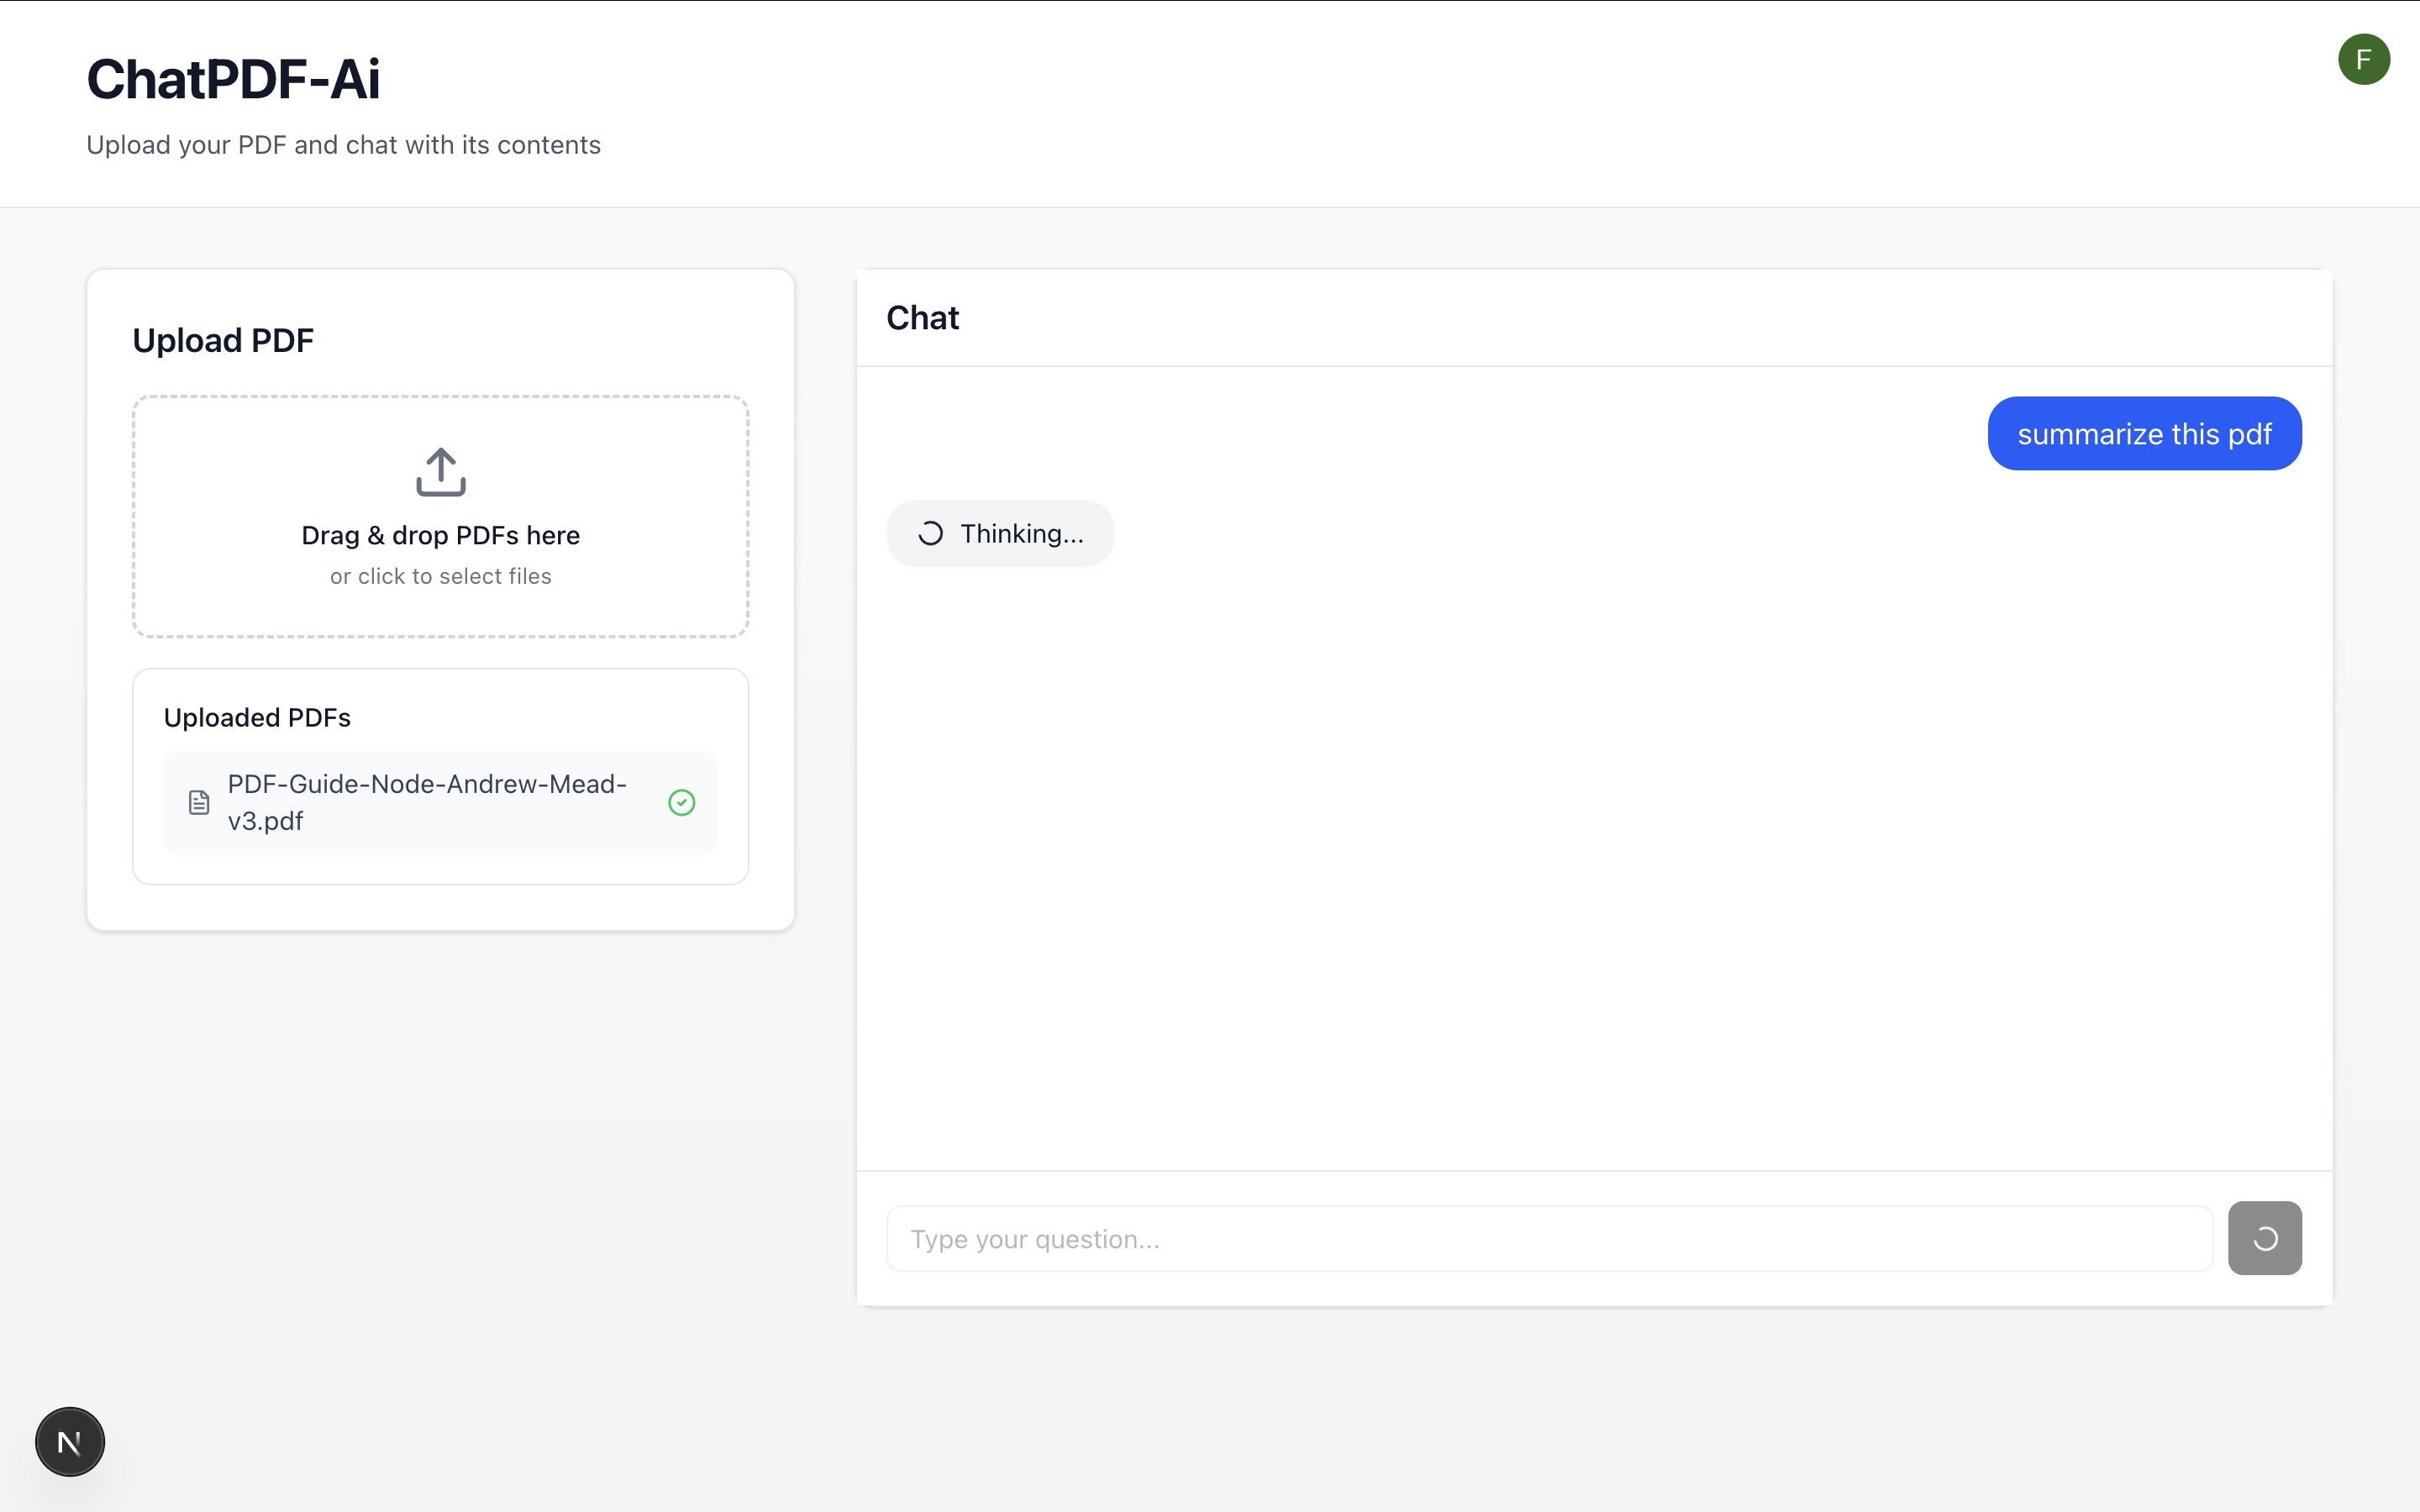 ChatPDF-Ai
F
Upload your PDF and chat with its contents
Upload PDF
Drag & drop PDFs here
or click to select files
Uploaded PDFs
PDF-Guide-Node-Andrew-Mead-
v3.pdf
Chat
summarize this pdf
Thinking...
Type your question...
N